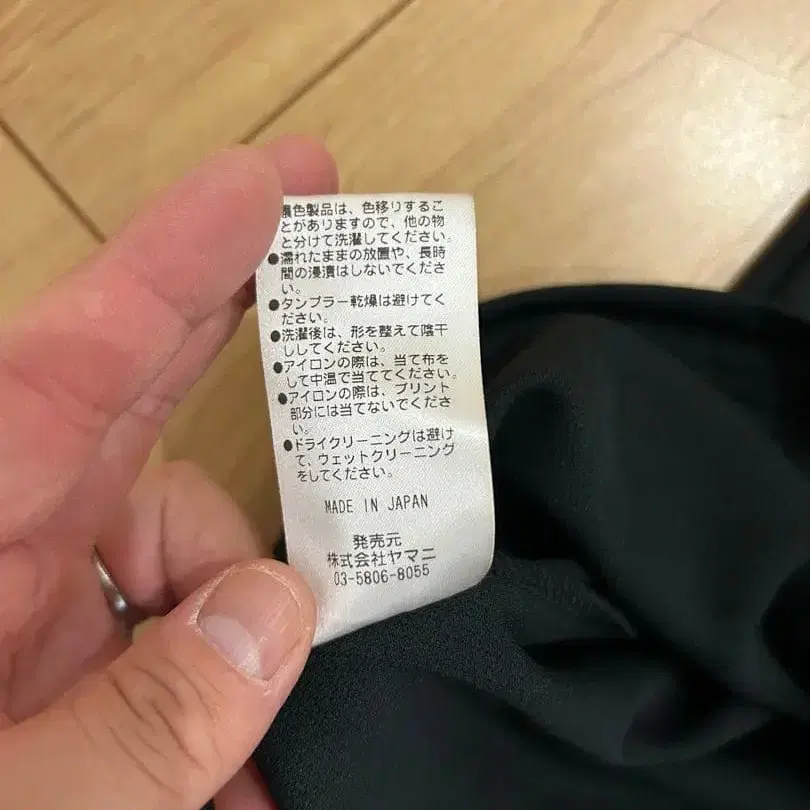 濃色製品は、色移りするこ
とがありますので、他の物
と分けて洗濯してください。
●濡れたままの放置や、長時
間の浸漬はしないでくださ
い。
●タンブラー乾燥は避けてく
ださい。
●洗濯後は、形を整えて陰干
ししてください。
●アイロンの際は、当て布を
して中温で当ててください。
●アイロンの際は、プリント
部分には当てないでくださ
い。
●ドライクリーニングは避け
て、ウェットクリーニング
をしてください。
MADE IN JAPAN
発売元
株式会社ヤマニ
03-5806-8055